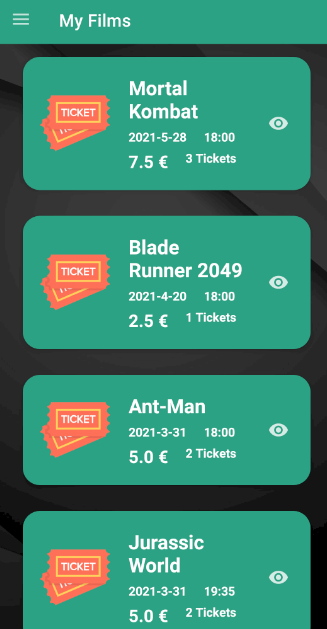 My Films
Mortal
Kombat
TICKET
2021-5-28 18:00
7.5 € 3 Tickets
Blade
Runner 2049
TICKET
2021-4-20 18:00
2.5 € 1 Tickets
Ant-Man
TICKET
2021-3-31 18:00
5.0 € 2 Tickets
Jurassic
World
TICKET
2021-3-31 19:35
5.0 € 2 Tickets